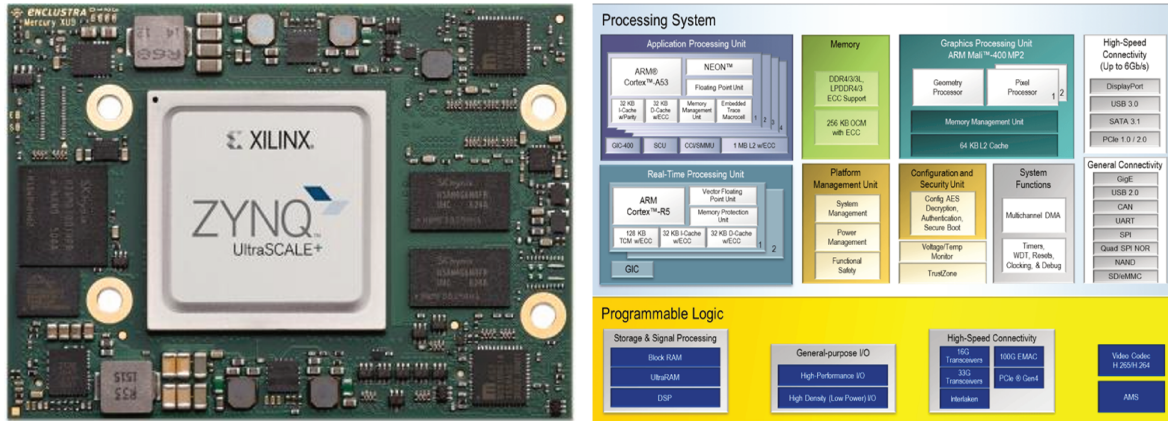 ENCLUSTRA
Mercury XU9
R68
XILINX®
ZYNQ™
UltraSCALE+
R35
1515
Processing System
Application Processing Unit
ARM®
Cortex™-A53
NEON™
Floating Point Unit
32 KB
I-Cache
w/Parity
32 KB
D-Cache
w/ECC
Memory
Management
Unit
Embedded
Trace
Macrocell
1
2
3
4
GIC-400
SCU
CCI/SMMU
1 MB L2 w/ECC
Memory
DDR4/3/3L,
LPDDR4/3
ECC Support
256 KB OCM
with ECC
Graphics Processing Unit
ARM Mali™-400 MP2
Geometry
Processor
Pixel
Processor
1
2
Memory Management Unit
64 KB L2 Cache
High-Speed
Connectivity
(Up to 6Gb/s)
DisplayPort
USB 3.0
SATA 3.1
PCIe 1.0 / 2.0
Real-Time Processing Unit
ARM
Cortex™-R5
Vector Floating
Point Unit
Memory Protection
Unit
128 KB
TCM w/ECC
32 KB I-Cache
w/ECC
32 KB D-Cache
w/ECC
1
2
GIC
Platform
Management Unit
System
Management
Power
Management
Functional
Safety
Configuration and
Security Unit
Config AES
Decryption,
Authentication,
Secure Boot
Voltage/Temp
Monitor
TrustZone
System
Functions
Multichannel DMA
Timers,
WDT, Resets,
Clocking, & Debug
General Connectivity
GigE
USB 2.0
CAN
UART
SPI
Quad SPI NOR
NAND
SD/eMMC
Programmable Logic
Storage & Signal Processing
Block RAM
UltraRAM
DSP
General-purpose I/O
High-Performance I/O
High Density (Low Power) I/O
High-Speed Connectivity
16G
Transceivers
100G EMAC
33G
Transceivers
PCIe ® Gen4
Interlaken
Video Codec
H.265/H.264
AMS